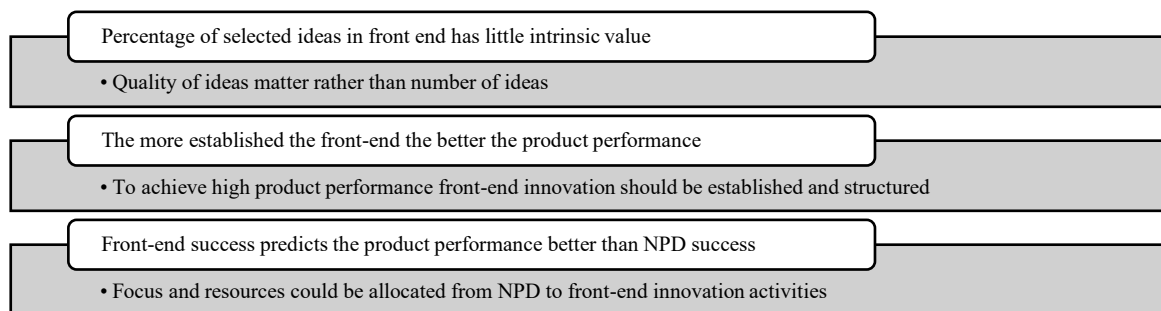 Percentage of selected ideas in front end has little intrinsic value
• Quality of ideas matter rather than number of ideas
The more established the front-end the better the product performance
• To achieve high product performance front-end innovation should be established and structured
Front-end success predicts the product performance better than NPD success
• Focus and resources could be allocated from NPD to front-end innovation activities